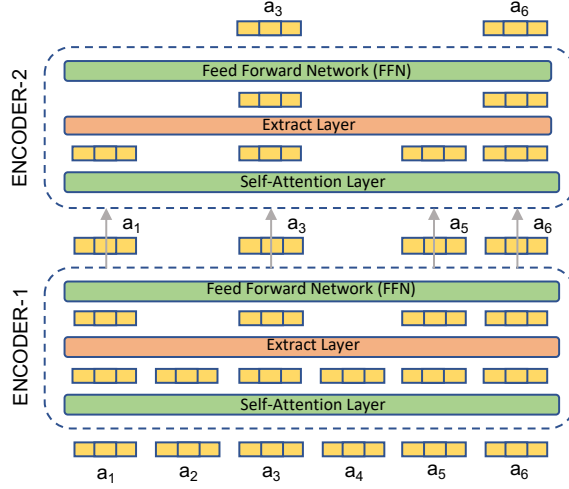 a3 a6
ENCODER-2
Feed Forward Network (FFN)
Extract Layer
Self-Attention Layer
a1 a3 a5 a6
ENCODER-1
Feed Forward Network (FFN)
Extract Layer
Self-Attention Layer
a1 a2 a3 a4 a5 a6